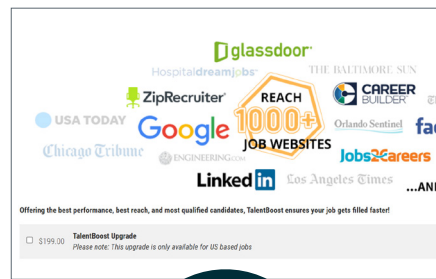 glassdoor
Hospitaldreamjobs
THE BALTIMORE SUN
ZipRecruiter
REACH
CAREER
BUILDER
USA TODAY
Google
1000+
Orlando Sentinel
fac
JOB WEBSITES
Chicago Tribune
ENGINEERING.COM
Jobs2Careers
Linked in
Los Angeles Times
...AN
Offering the best performance, best reach, and most qualified candidates, TalentBoost ensures your job gets filled faster!
$199.00
TalentBoost Upgrade
Please note: This upgrade is only available for US based jobs